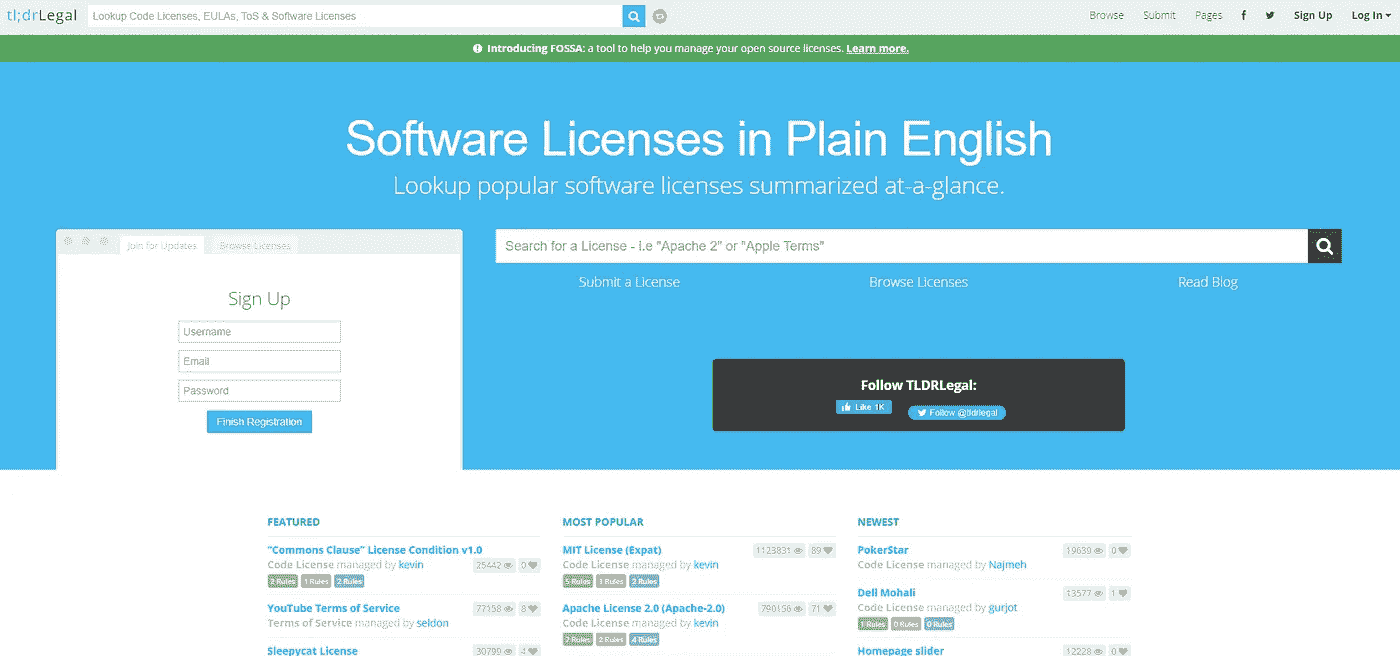 tl;drLegal
Lookup Code Licenses, EULAs, ToS & Software Licenses
Browse Submit Pages Sign Up Log In
Introducing FOSSA: a tool to help you manage your open source licenses. Learn more.
Software Licenses in Plain English
Lookup popular software licenses summarized at-a-glance.
Join for Updates Browse Licenses
Sign Up
Username
Email
Password
Finish Registration
Search for a License - i.e "Apache 2" or "Apple Terms"
Submit a License Browse Licenses Read Blog
Follow TLDRLegal:
Like 1K Follow @tldrlegal
FEATURED
"Commons Clause" License Condition v1.0
Code License managed by kevin 25442 0
2 Rules 1 Rules 2 Rules
YouTube Terms of Service 77158 8
Terms of Service managed by seldon
Sleepycat License 30799 4
MOST POPULAR
MIT License (Expat) 1123831 89
Code License managed by kevin
5 Rules 1 Rules 2 Rules
Apache License 2.0 (Apache-2.0) 790156 71
Code License managed by kevin
7 Rules 2 Rules 4 Rules
NEWEST
PokerStar 19639 0
Code License managed by Najmeh
Dell Mohali 13577 1
Code License managed by gurjot
1 Rules 0 Rules 0 Rules
Homepage slider 12228 0